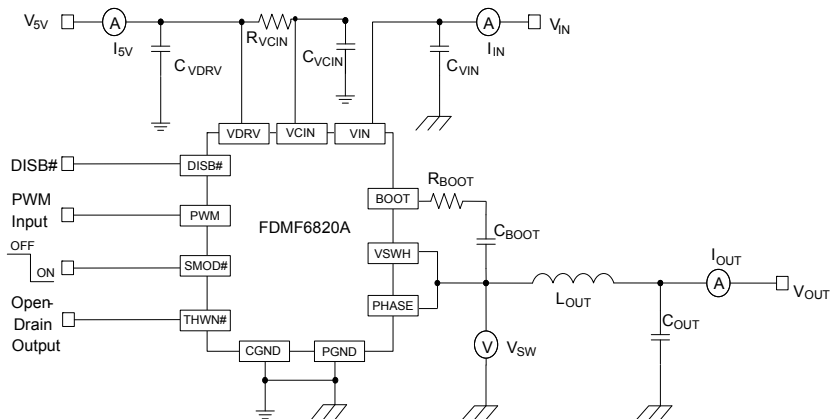 V5V
A
I5V
RVCIN
CVDRV
CVCIN
CVIN
A
IIN
VIN
VDRV
VCIN
VIN
DISB#
DISB#
PWM
Input
PWM
OFF
ON
SMOD#
Open-
Drain
Output
THWN#
FDMF6820A
BOOT
RBOOT
CBOOT
VSWH
PHASE
LOUT
IOUT
A
VOUT
COUT
V
VSW
CGND
PGND